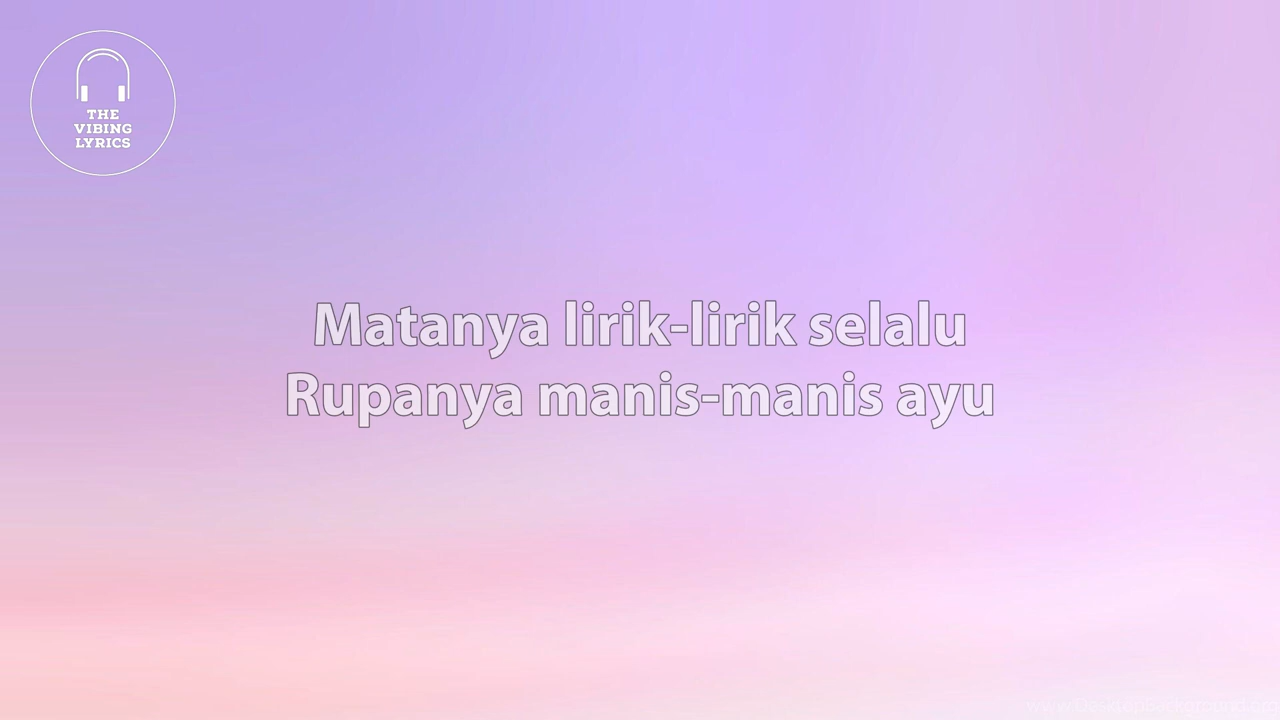 THE
VIBING
LYRICS
Matanya lirik-lirik selalu
Rupanya manis-manis ayu